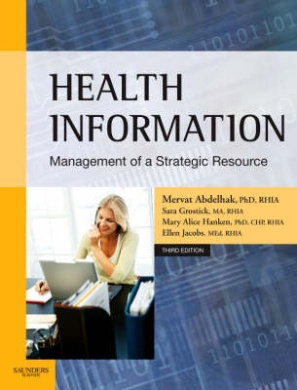 HEALTH
INFORMATION
Management of a Strategic Resource
Mervat Abdelhak, PhD, RHIA
Sara Grostick, MA, RHIA
Mary Alice Hanken, PhD, CHP, RHIA
Ellen Jacobs, MEd, RHIA
THIRD EDITION
SAUNDERS
ELSEVIER